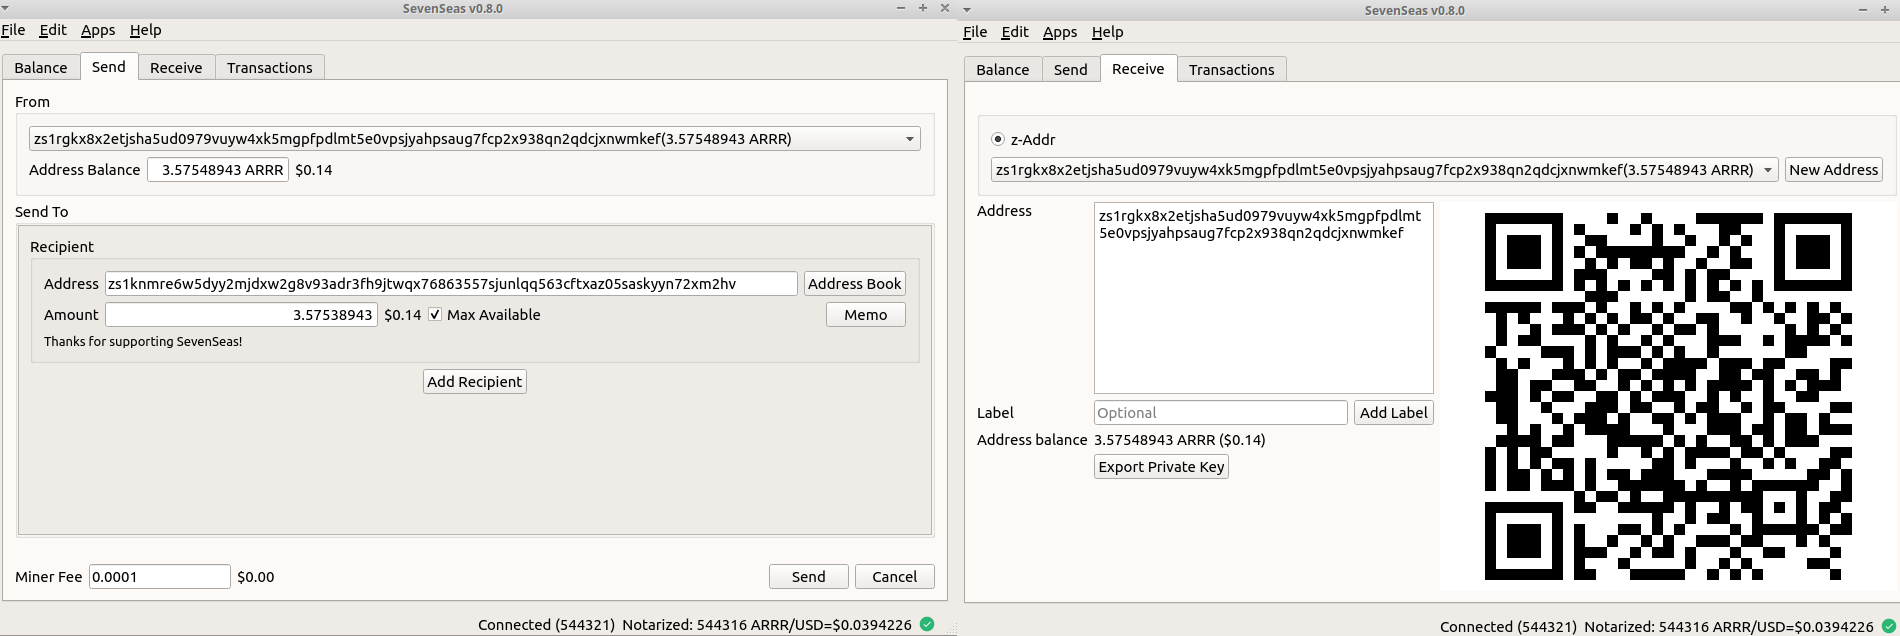 SevenSeas v0.8.0
File Edit Apps Help
Balance Send Receive Transactions
From
zs1rgkx8x2etjsha5ud0979vuyw4xk5mgpfpdlmt5e0vpsjyahpsaug7fcp2x938qn2qdcjxnwmkef(3.57548943 ARRR)
Address Balance 3.57548943 ARRR $0.14
Send To
Recipient
Address zs1knmre6w5dyy2mjdxw2g8v93adr3fh9jtwqx76863557sjunlqq563cftxaz05saskyyn72xm2hv Address Book
Amount 3.57538943 $0.14 Max Available Memo
Thanks for supporting SevenSeas!
Add Recipient
Miner Fee 0.0001 $0.00 Send Cancel
Connected (544321) Notarized: 544316 ARRR/USD=$0.0394226
SevenSeas v0.8.0
File Edit Apps Help
Balance Send Receive Transactions
z-Addr
zs1rgkx8x2etjsha5ud0979vuyw4xk5mgpfpdlmt5e0vpsjyahpsaug7fcp2x938qn2qdcjxnwmkef(3.57548943 ARRR) New Address
Address zs1rgkx8x2etjsha5ud0979vuyw4xk5mgpfpdlmt
5e0vpsjyahpsaug7fcp2x938qn2qdcjxnwmkef
Label Optional Add Label
Address balance 3.57548943 ARRR ($0.14)
Export Private Key
Connected (544321) Notarized: 544316 ARRR/USD=$0.0394226